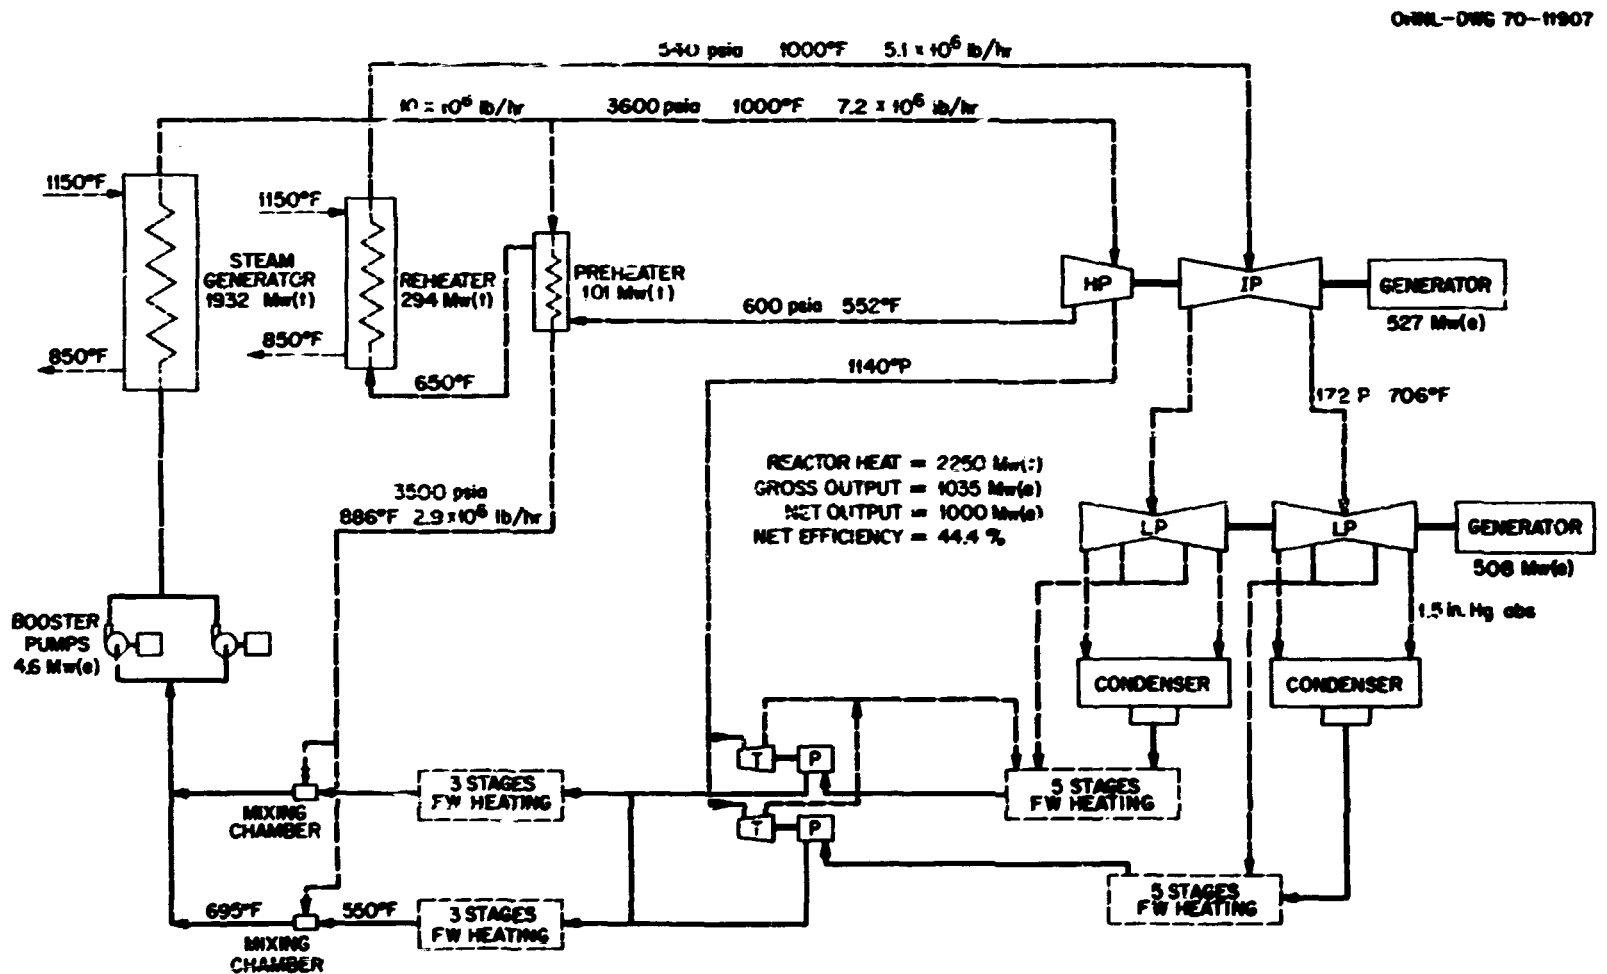 ORNL-DWG 70-11907
540 psia 1000°F 5.1 x 10⁶ lb/hr
10 x 10⁶ lb/hr 3600 psia 1000°F 7.2 x 10⁶ lb/hr
1150°F
1150°F
STEAM
GENERATOR
1932 Mw(t)
REHEATER
294 Mw(t)
PREHEATER
101 Mw(t)
HP
IP
GENERATOR
527 Mw(e)
600 psia 552°F
850°F
850°F
650°F
1140°P
172 P 706°F
REACTOR HEAT = 2250 Mw(t)
GROSS OUTPUT = 1035 Mw(e)
NET OUTPUT = 1000 Mw(e)
NET EFFICIENCY = 44.4 %
3500 psia
886°F 2.9x10⁶ lb/hr
LP
LP
GENERATOR
508 Mw(e)
1.5 in. Hg abs
BOOSTER
PUMPS
4.6 Mw(e)
CONDENSER
CONDENSER
T
P
3 STAGES
FW HEATING
5 STAGES
FW HEATING
MIXING
CHAMBER
T
P
695°F
550°F
3 STAGES
FW HEATING
5 STAGES
FW HEATING
MIXING
CHAMBER